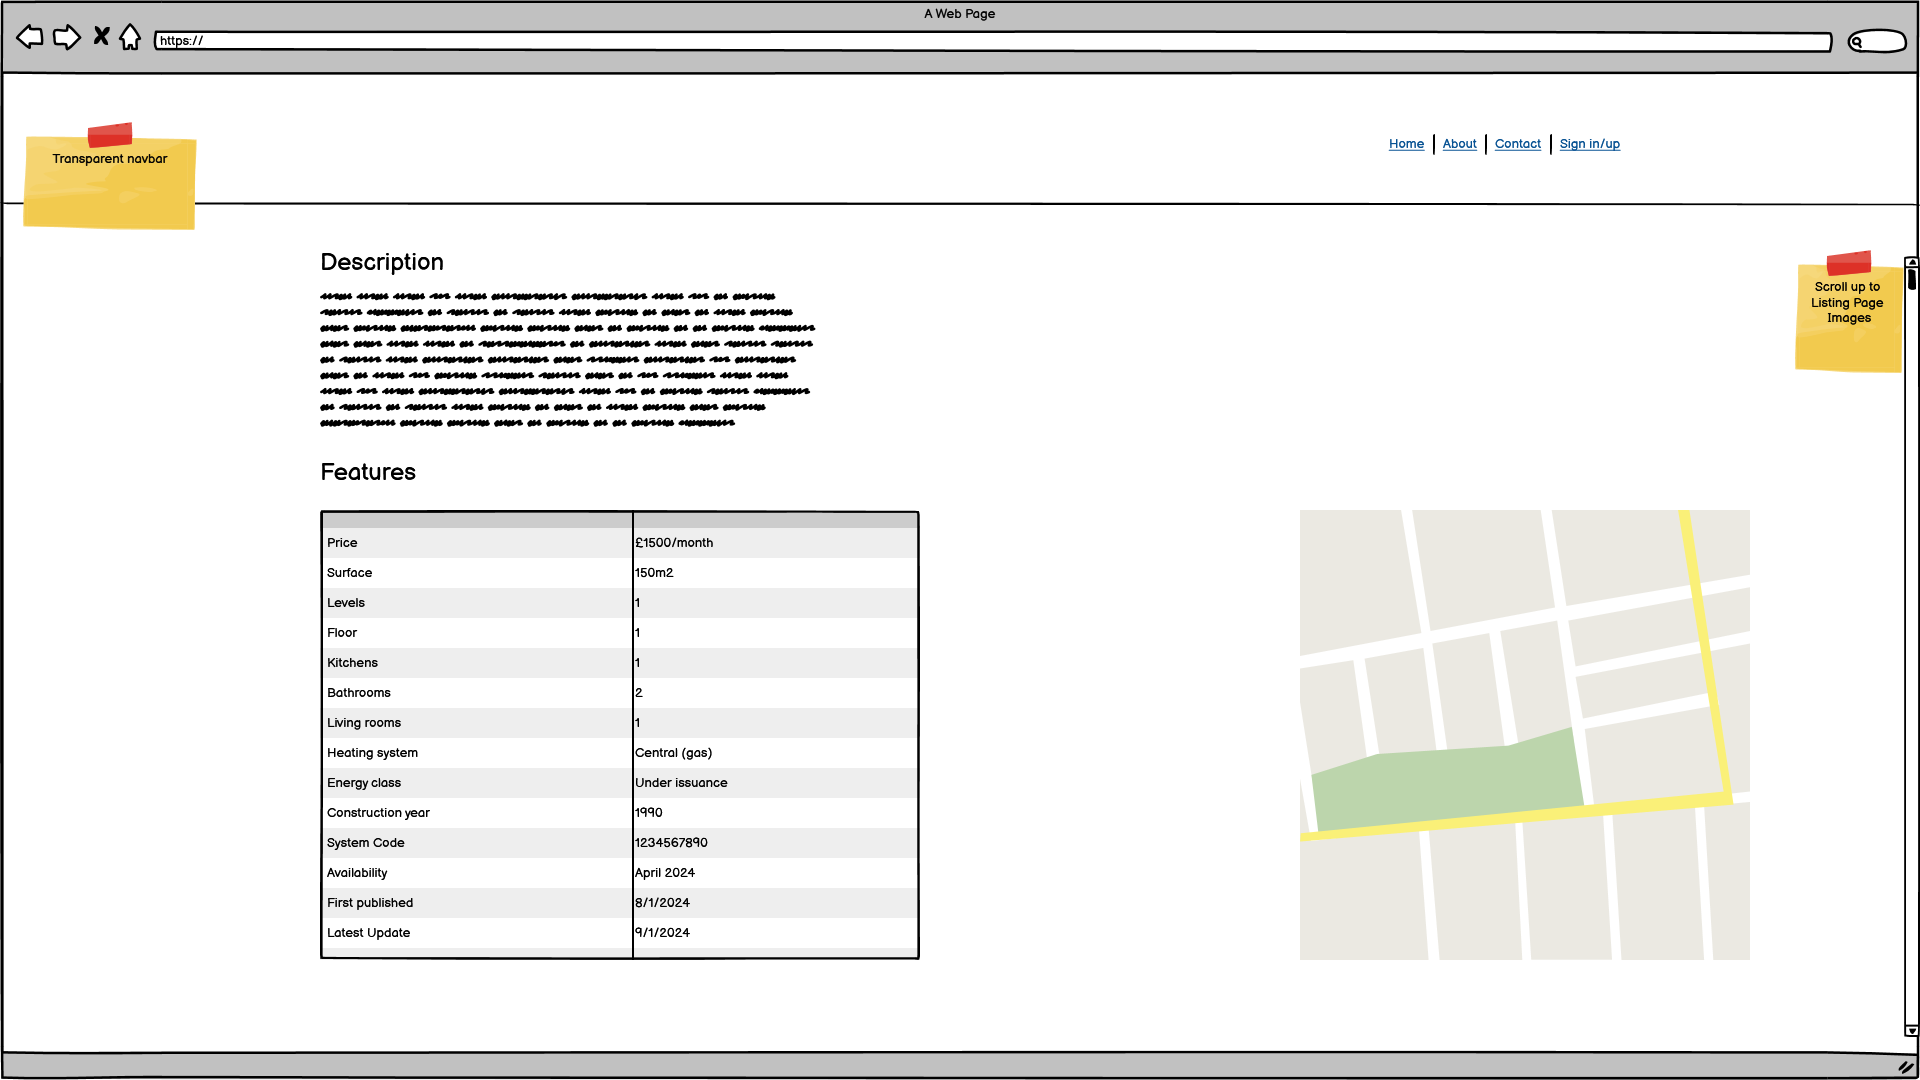 A Web Page
https://
Transparent navbar
Home | About | Contact | Sign in/up
Description
Scroll up to
Listing Page
Images
Features
Price £1500/month
Surface 150m2
Levels 1
Floor 1
Kitchens 1
Bathrooms 2
Living rooms 1
Heating system Central (gas)
Energy class Under issuance
Construction year 1990
System Code 1234567890
Availability April 2024
First published 8/1/2024
Latest Update 9/1/2024